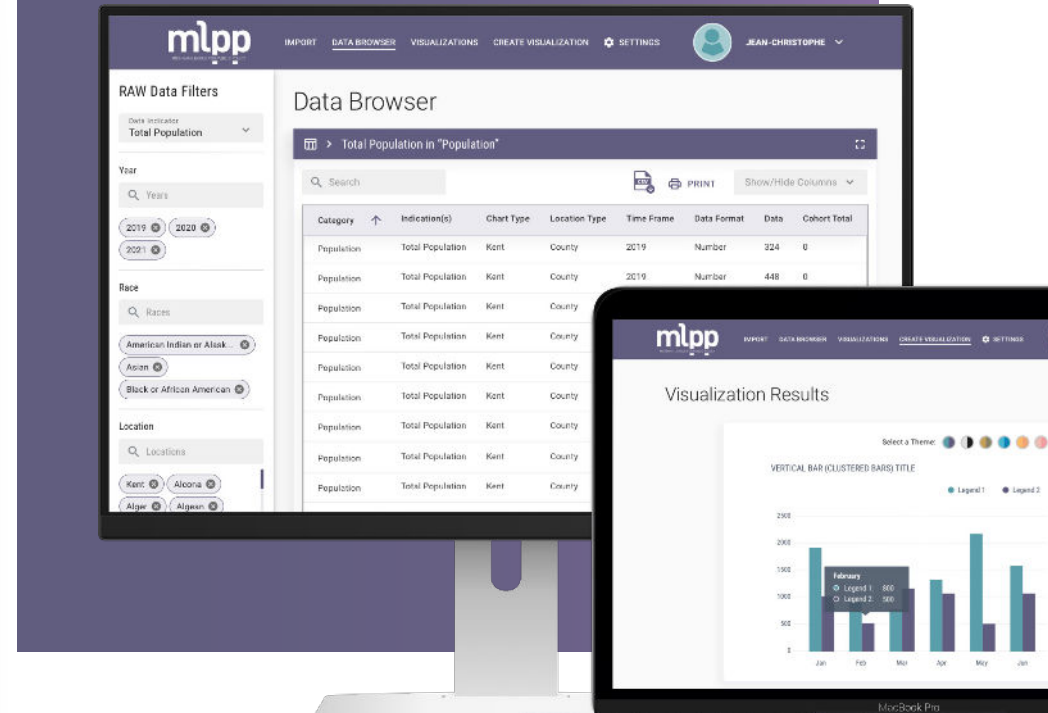 mlpp
IMPORT DATA BROWSER VISUALIZATIONS CREATE VISUALIZATION SETTINGS JEAN-CHRISTOPHE
RAW Data Filters
Data Indicator
Total Population
Year
Years
2019 2020
2021
Race
Races
American Indian or Alask...
Asian
Black or African American
Location
Locations
Kent Alcona
Alger Algean
Data Browser
Total Population in "Population"
Search
CSV PRINT Show/Hide Columns
Category Indication(s) Chart Type Location Type Time Frame Data Format Data Cohort Total
Population Total Population Kent County 2019 Number 324 0
Population Total Population Kent County 2019 Number 448 0
Population Total Population Kent County
Population Total Population Kent County
Population Total Population Kent County
Population Total Population Kent County
Population Total Population Kent County
Population Total Population Kent County
Population Total Population Kent County
mlpp
IMPORT DATA BROWSER VISUALIZATIONS CREATE VISUALIZATION SETTINGS
Visualization Results
Select a Theme:
VERTICAL BAR (CLUSTERED BARS) TITLE
Legend 1 Legend 2
2500
2000
1500
1000
500
0
February
Legend 1: 800
Legend 2: 500
Jan Feb Mar Apr May Jun
MacBook Pro